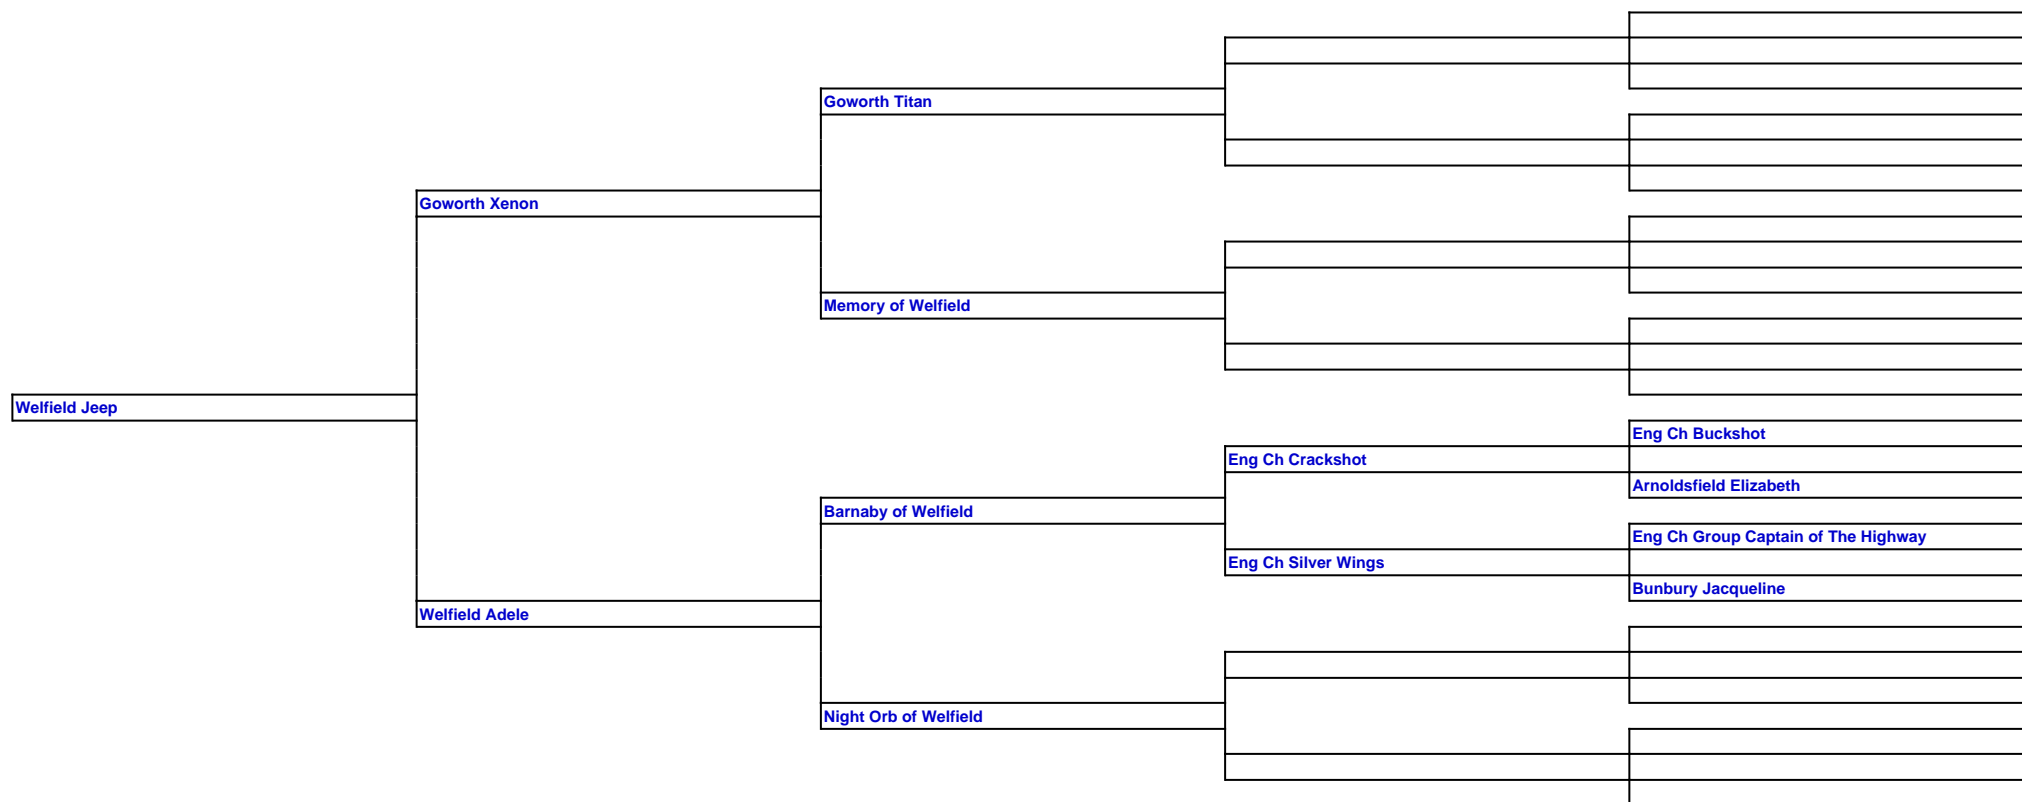 Goworth Titan
Goworth Xenon
Memory of Welfield
Welfield Jeep
Eng Ch Buckshot
Eng Ch Crackshot
Arnoldsfield Elizabeth
Barnaby of Welfield
Eng Ch Group Captain of The Highway
Eng Ch Silver Wings
Bunbury Jacqueline
Welfield Adele
Night Orb of Welfield